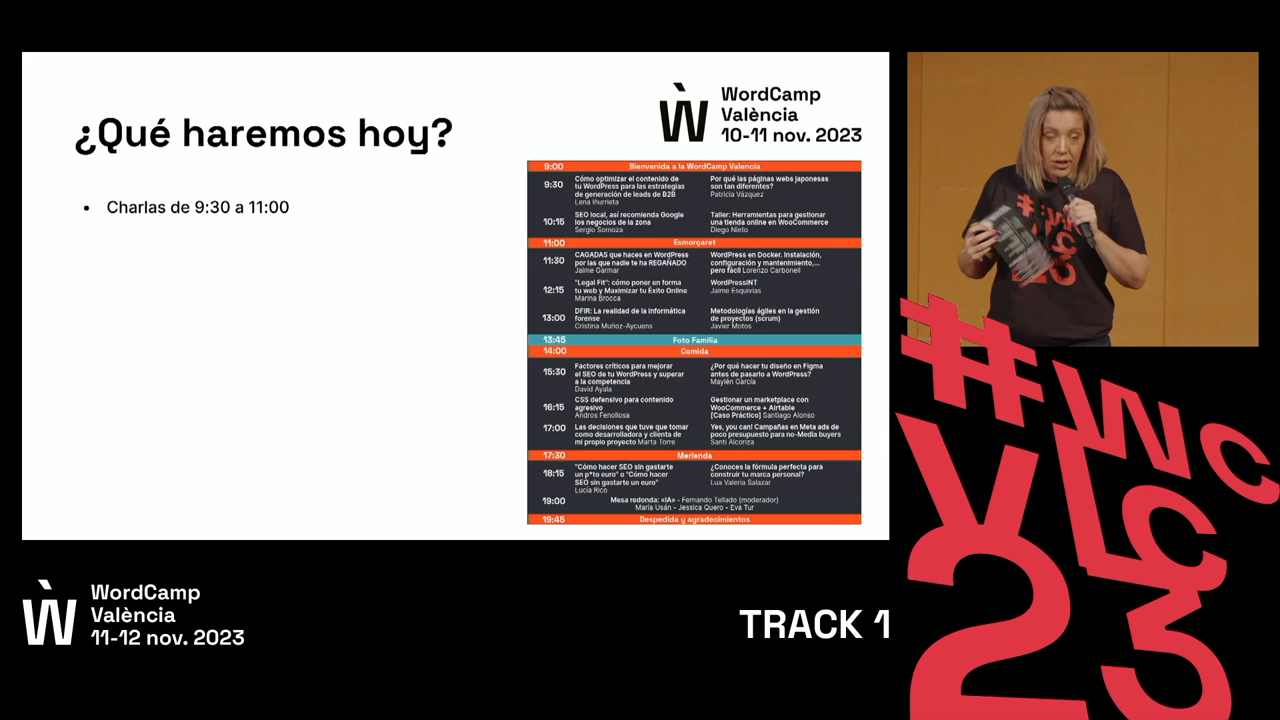 ¿Qué haremos hoy?
• Charlas de 9:30 a 11:00
Ẁ
WordCamp
València
10-11 nov. 2023
9:00 Bienvenida a la WordCamp Valencia
9:30
Cómo optimizar el contenido de
tu WordPress para las estrategias
de generación de leads de B2B
Lena Iñurrieta
Por qué las páginas webs japonesas
son tan diferentes?
Patricia Vázquez
10:15
SEO local, así recomienda Google
los negocios de la zona
Sergio Somoza
Taller: Herramientas para gestionar
una tienda online en WooCommerce
Diego Nieto
11:00 Esmorçaret
11:30
CAGADAS que haces en WordPress
por las que nadie te ha REGAÑADO
Jaime Garmar
WordPress en Docker. Instalación,
configuración y mantenimiento,...
pero fácil Lorenzo Carbonell
12:15
"Legal Fit": cómo poner en forma
tu web y Maximizar tu Éxito Online
Marina Brocca
WordPressINT
Jaime Esquivias
13:00
DFIR: La realidad de la informática
forense
Cristina Muñoz-Aycuens
Metodologías ágiles en la gestión
de proyectos (scrum)
Javier Motos
13:45 Foto Familia
14:00 Comida
15:30
Factores críticos para mejorar
el SEO de tu WordPress y superar
a la competencia
David Ayala
¿Por qué hacer tu diseño en Figma
antes de pasarlo a WordPress?
Maylén García
16:15
CSS defensivo para contenido
agresivo
Andros Fenollosa
Gestionar un marketplace con
WooCommerce + Airtable
[Caso Práctico] Santiago Alonso
17:00
Las decisiones que tuve que tomar
como desarrolladora y clienta de
mi propio proyecto Marta Torre
Yes, you can! Campañas en Meta ads de
poco presupuesto para no-Media buyers
Santi Alcoriza
17:30 Merienda
18:15
"Cómo hacer SEO sin gastarte
un p*to euro" o "Cómo hacer
SEO sin gastarte un euro"
Lucía Rico
¿Conoces la fórmula perfecta para
construir tu marca personal?
Lua Valeria Salazar
19:00
Mesa redonda: «IA» - Fernando Tellado (moderador)
María Usán - Jessica Quero - Eva Tur
19:45 Despedida y agradecimientos
Ẁ
WordCamp
València
11-12 nov. 2023
TRACK 1
#WC
VLC
23